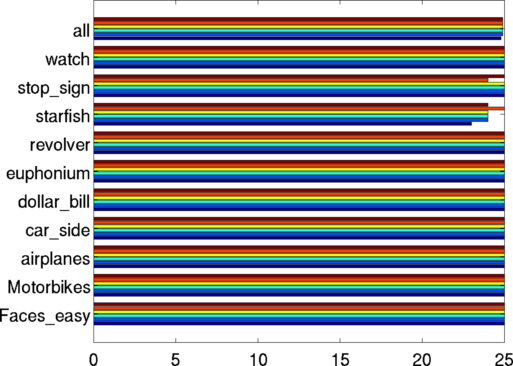 all
watch
stop_sign
starfish
revolver
euphonium
dollar_bill
car_side
airplanes
Motorbikes
Faces_easy
0 5 10 15 20 25